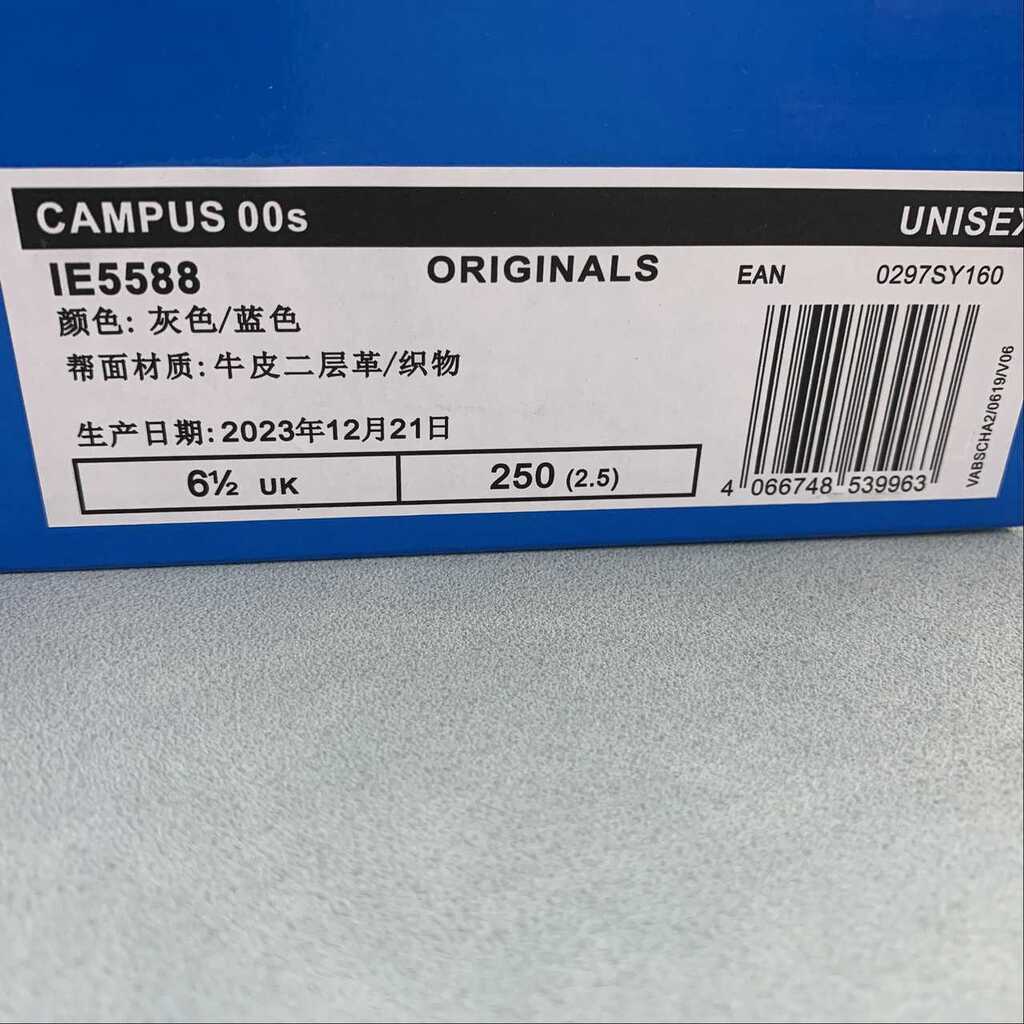 CAMPUS 00s UNISEX
IE5588 ORIGINALS EAN 0297SY160
颜色: 灰色/蓝色
帮面材质: 牛皮二层革/织物
生产日期: 2023年12月21日
6½ UK 250 (2.5)
4 066748 539963
VABSCHA2/0619/V06